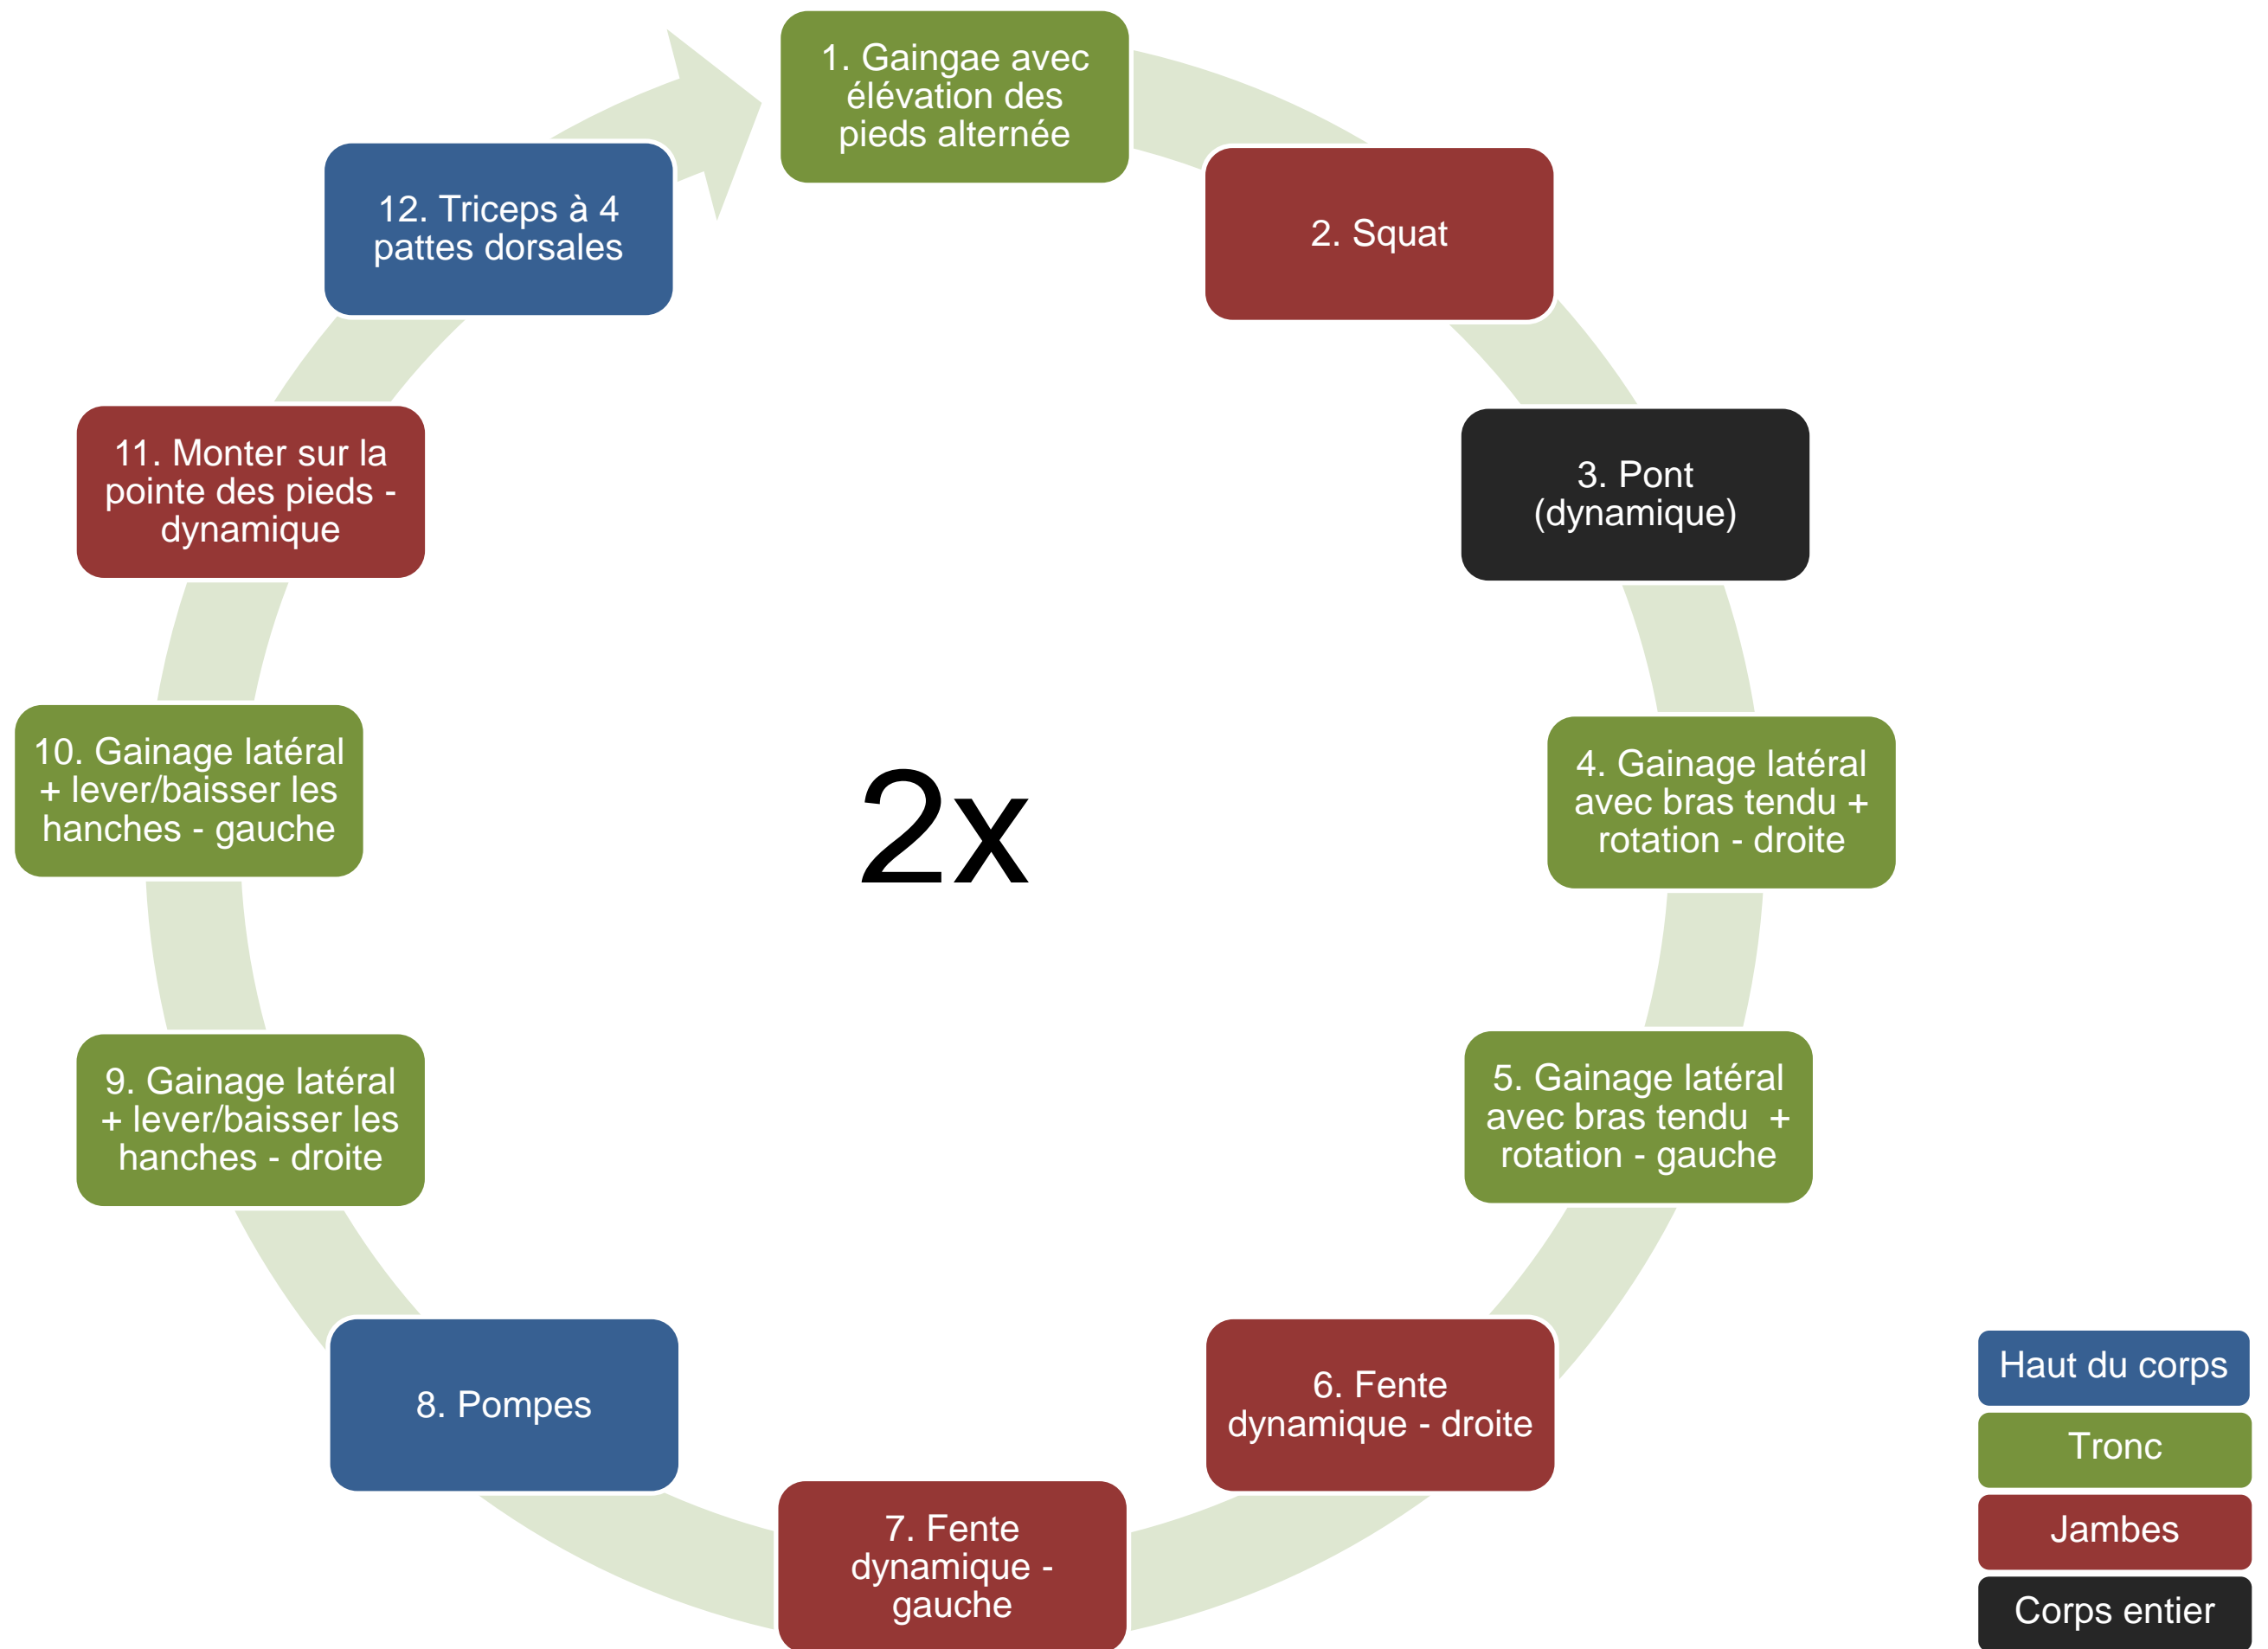 1. Gaingae avec
élévation des
pieds alternée
2. Squat
3. Pont
(dynamique)
4. Gainage latéral
avec bras tendu +
rotation - droite
5. Gainage latéral
avec bras tendu  +
rotation - gauche
6. Fente
dynamique - droite
7. Fente
dynamique -
gauche
8. Pompes
9. Gainage latéral
+ lever/baisser les
hanches - droite
10. Gainage latéral
+ lever/baisser les
hanches - gauche
11. Monter sur la
pointe des pieds -
dynamique
12. Triceps à 4
pattes dorsales
2x
Haut du corps
Tronc
Jambes
Corps entier